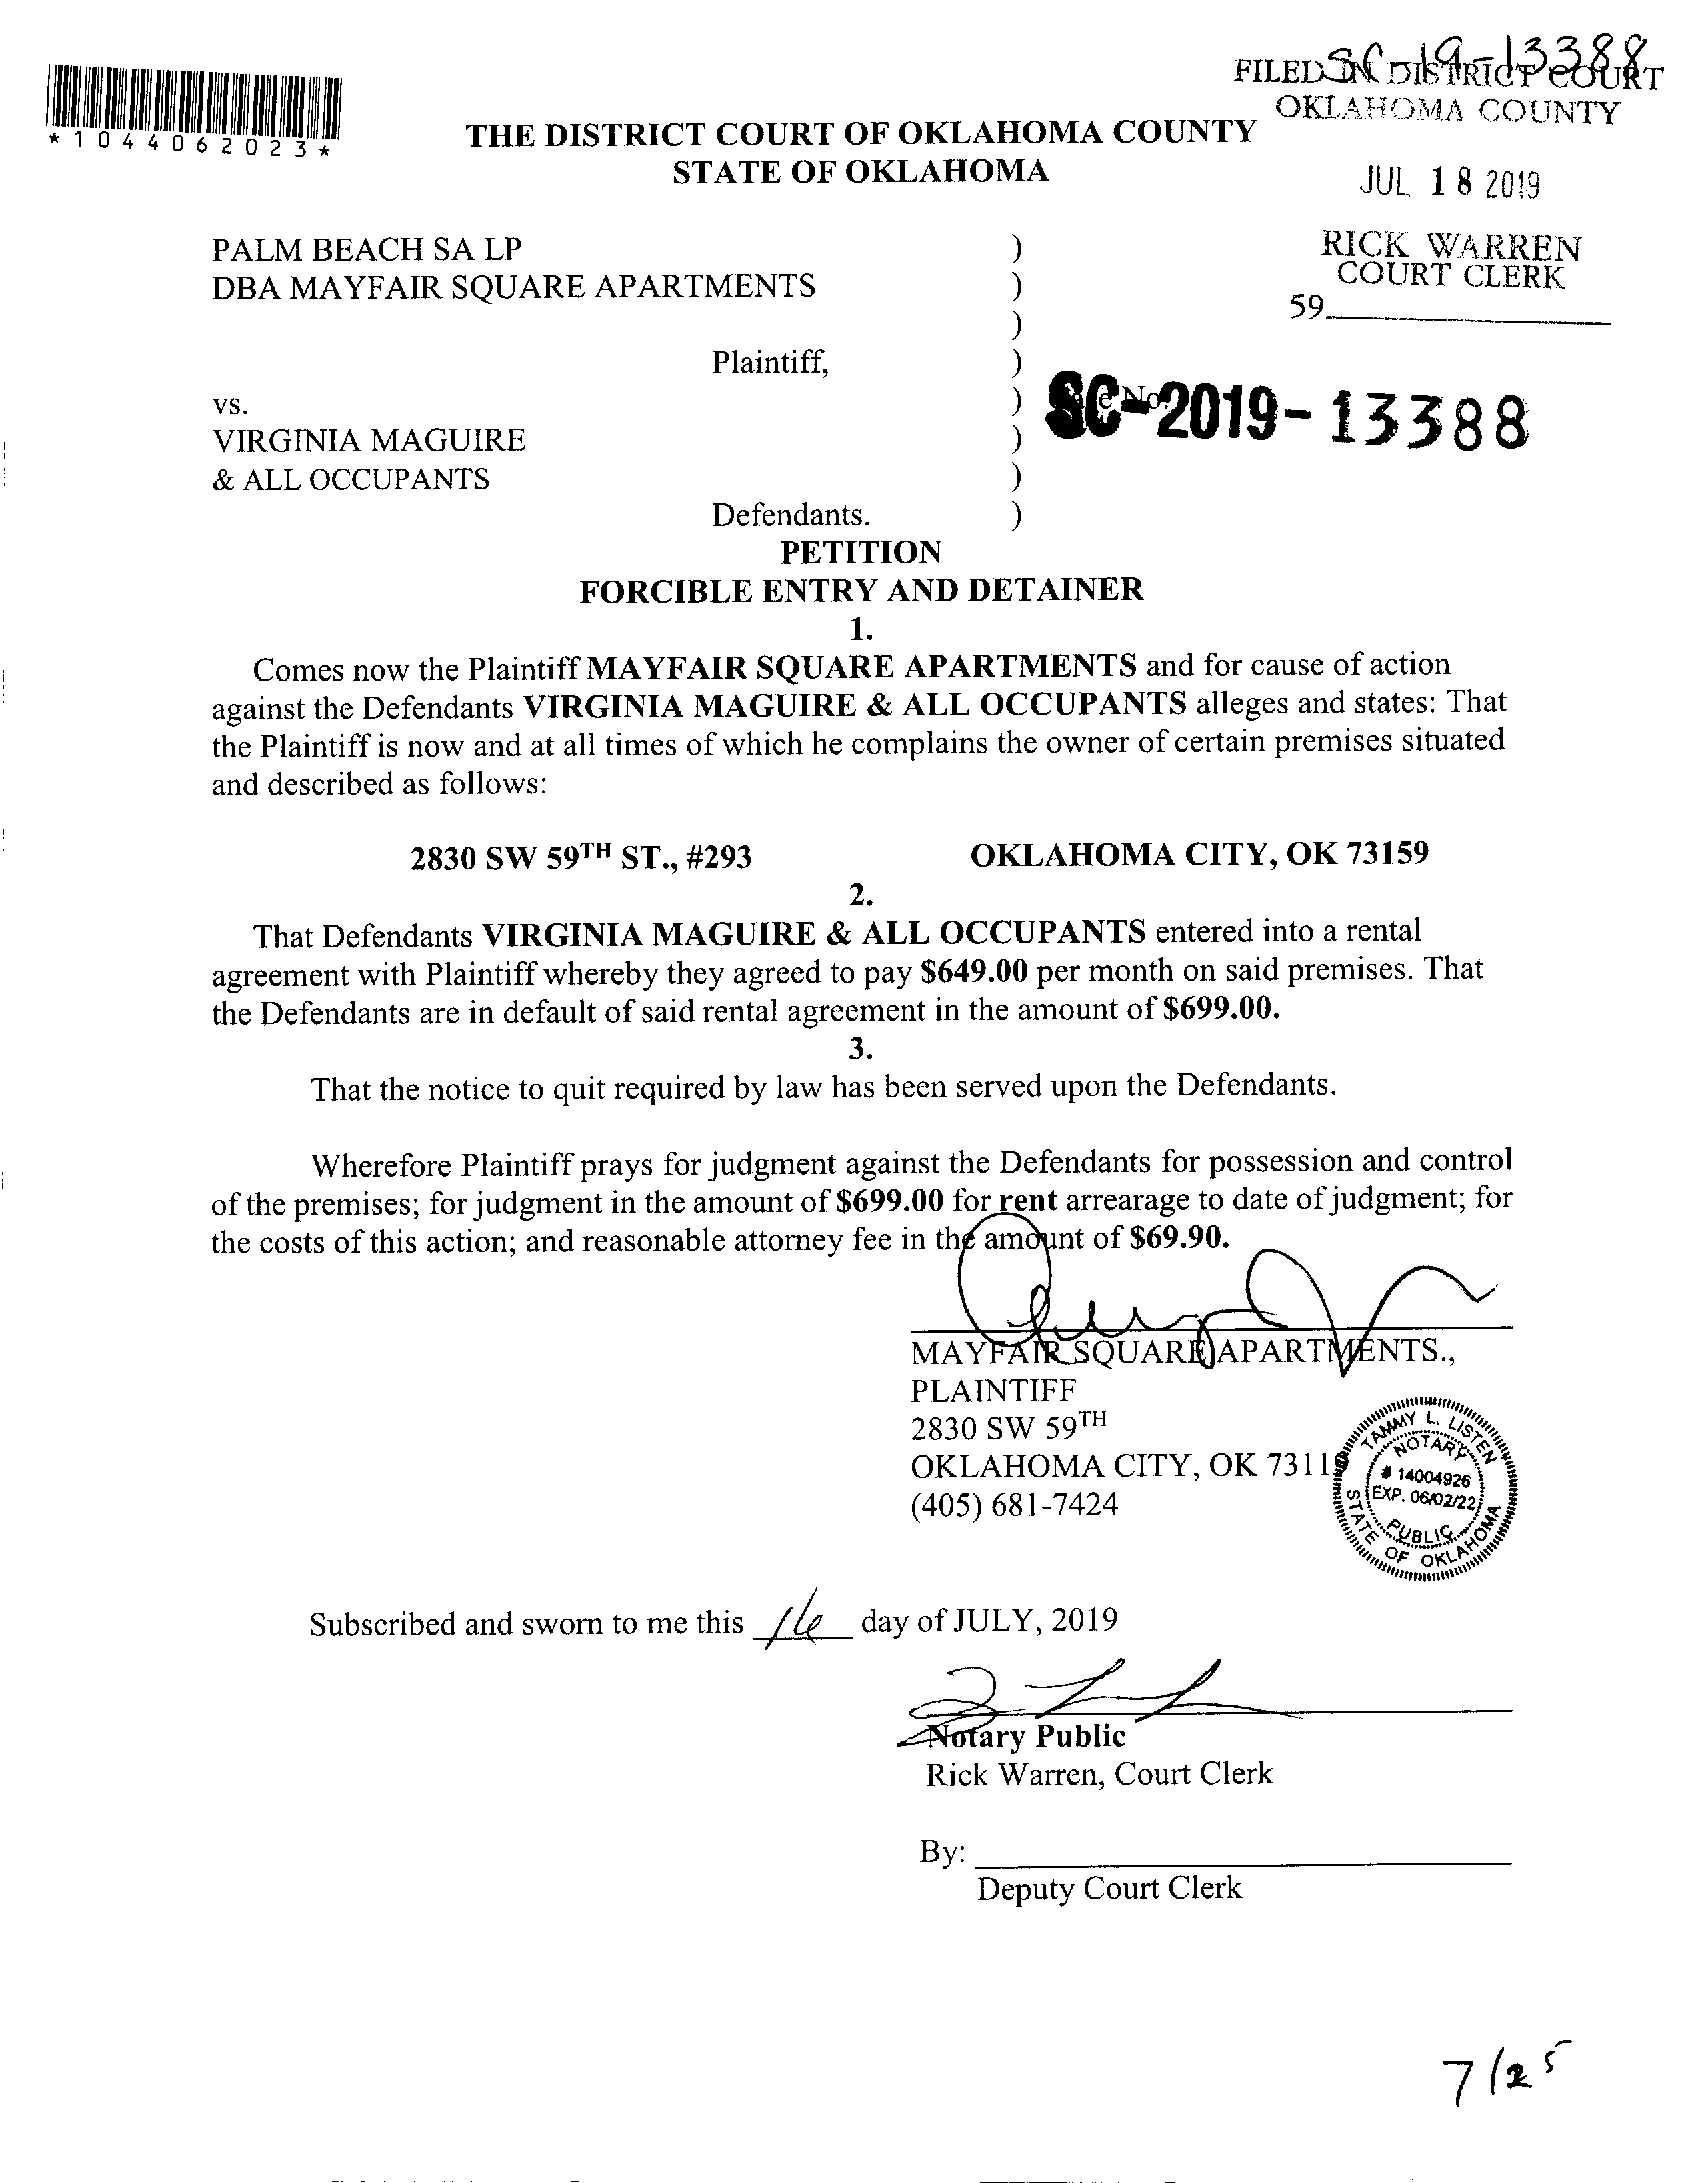 SC-19-13388
FILED IN DISTRICT COURT
OKLAHOMA COUNTY
*1044062023*
THE DISTRICT COURT OF OKLAHOMA COUNTY
STATE OF OKLAHOMA
JUL 18 2019
RICK WARREN
COURT CLERK
59
PALM BEACH SA LP )
DBA MAYFAIR SQUARE APARTMENTS )
)
Plaintiff, )
vs. )
SC-2019-13388
VIRGINIA MAGUIRE )
& ALL OCCUPANTS )
Defendants. )
PETITION
FORCIBLE ENTRY AND DETAINER
1.
Comes now the Plaintiff MAYFAIR SQUARE APARTMENTS and for cause of action
against the Defendants VIRGINIA MAGUIRE & ALL OCCUPANTS alleges and states: That
the Plaintiff is now and at all times of which he complains the owner of certain premises situated
and described as follows:
2830 SW 59TH ST., #293 OKLAHOMA CITY, OK 73159
2.
That Defendants VIRGINIA MAGUIRE & ALL OCCUPANTS entered into a rental
agreement with Plaintiff whereby they agreed to pay $649.00 per month on said premises. That
the Defendants are in default of said rental agreement in the amount of $699.00.
3.
That the notice to quit required by law has been served upon the Defendants.
Wherefore Plaintiff prays for judgment against the Defendants for possession and control
of the premises; for judgment in the amount of $699.00 for rent arrearage to date of judgment; for
the costs of this action; and reasonable attorney fee in the amount of $69.90.
MAYFAIR SQUARE APARTMENTS.,
PLAINTIFF
2830 SW 59TH
OKLAHOMA CITY, OK 73119
(405) 681-7424
TAMMY L. LISTEN
NOTARY
# 14004926
EXP. 06/02/22
PUBLIC
STATE OF OKLAHOMA
Subscribed and sworn to me this 16 day of JULY, 2019
Notary Public
Rick Warren, Court Clerk
By:
Deputy Court Clerk
7/25